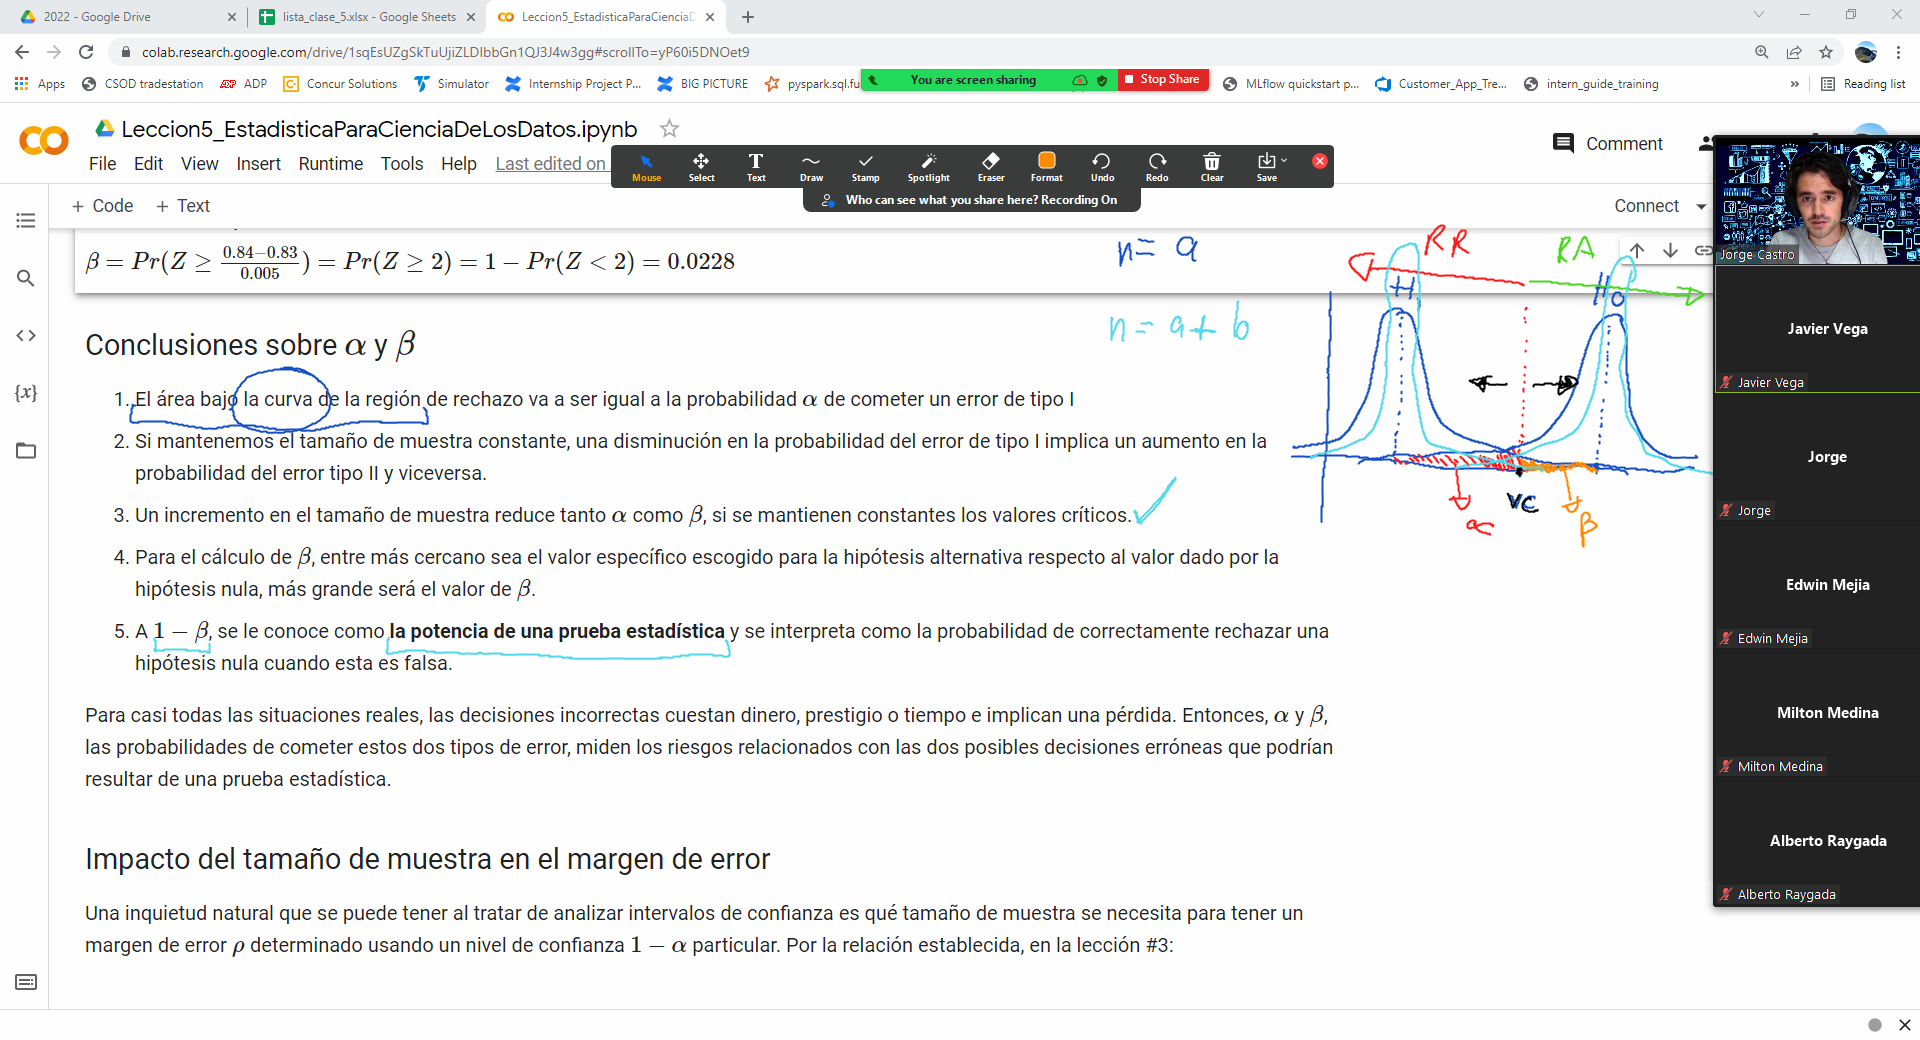 2022 - Google Drive
lista_clase_5.xlsx - Google Sheets
Leccion5_EstadisticaParaCienciaD
colab.research.google.com/drive/1sqEsUZgSkTuUjiZLDIbbGn1QJ3J4w3gg#scrollTo=yP60i5DNOet9
Apps
CSOD tradestation
ADP
Concur Solutions
Simulator
Internship Project P...
BIG PICTURE
pyspark.sql.fu
You are screen sharing
Stop Share
MLflow quickstart p...
Customer_App_Tre...
intern_guide_training
»
Reading list
Leccion5_EstadisticaParaCienciaDeLosDatos.ipynb
Comment
File Edit View Insert Runtime Tools Help Last edited on
Mouse Select Text Draw Stamp Spotlight Eraser Format Undo Redo Clear Save
Who can see what you share here? Recording On
+ Code + Text
Connect
β = Pr(Z ≥ (0.84−0.83)/0.005) = Pr(Z ≥ 2) = 1 − Pr(Z < 2) = 0.0228
n = a
n = a + b
RR
RA
H
H0
VC
α
β
Conclusiones sobre α y β
1. El área bajo la curva de la región de rechazo va a ser igual a la probabilidad α de cometer un error de tipo I
2. Si mantenemos el tamaño de muestra constante, una disminución en la probabilidad del error de tipo I implica un aumento en la
probabilidad del error tipo II y viceversa.
3. Un incremento en el tamaño de muestra reduce tanto α como β, si se mantienen constantes los valores críticos.
4. Para el cálculo de β, entre más cercano sea el valor específico escogido para la hipótesis alternativa respecto al valor dado por la
hipótesis nula, más grande será el valor de β.
5. A 1 − β, se le conoce como la potencia de una prueba estadística y se interpreta como la probabilidad de correctamente rechazar una
hipótesis nula cuando esta es falsa.
Para casi todas las situaciones reales, las decisiones incorrectas cuestan dinero, prestigio o tiempo e implican una pérdida. Entonces, α y β,
las probabilidades de cometer estos dos tipos de error, miden los riesgos relacionados con las dos posibles decisiones erróneas que podrían
resultar de una prueba estadística.
Impacto del tamaño de muestra en el margen de error
Una inquietud natural que se puede tener al tratar de analizar intervalos de confianza es qué tamaño de muestra se necesita para tener un
margen de error ρ determinado usando un nivel de confianza 1 − α particular. Por la relación establecida, en la lección #3:
Jorge Castro
Javier Vega
Javier Vega
Jorge
Jorge
Edwin Mejia
Edwin Mejia
Milton Medina
Milton Medina
Alberto Raygada
Alberto Raygada